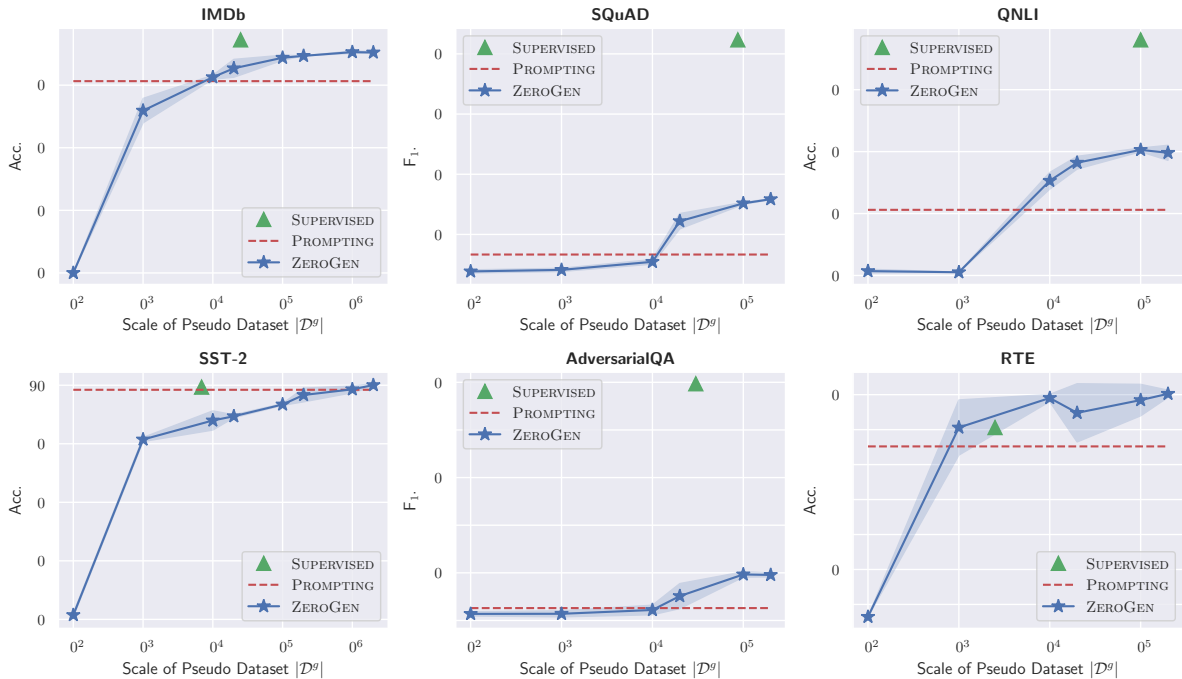 IMDb
0
0
0
0
Acc.
SUPERVISED
PROMPTING
ZEROGEN
0² 0³ 0⁴ 0⁵ 0⁶
Scale of Pseudo Dataset |𝒟ᵍ|
SQuAD
0
0
0
0
F₁.
SUPERVISED
PROMPTING
ZEROGEN
0² 0³ 0⁴ 0⁵
Scale of Pseudo Dataset |𝒟ᵍ|
QNLI
0
0
0
0
Acc.
SUPERVISED
PROMPTING
ZEROGEN
0² 0³ 0⁴ 0⁵
Scale of Pseudo Dataset |𝒟ᵍ|
SST-2
90
0
0
0
0
Acc.
SUPERVISED
PROMPTING
ZEROGEN
0² 0³ 0⁴ 0⁵ 0⁶
Scale of Pseudo Dataset |𝒟ᵍ|
AdversarialQA
0
0
0
F₁.
SUPERVISED
PROMPTING
ZEROGEN
0² 0³ 0⁴ 0⁵
Scale of Pseudo Dataset |𝒟ᵍ|
RTE
0
0
Acc.
SUPERVISED
PROMPTING
ZEROGEN
0² 0³ 0⁴ 0⁵
Scale of Pseudo Dataset |𝒟ᵍ|